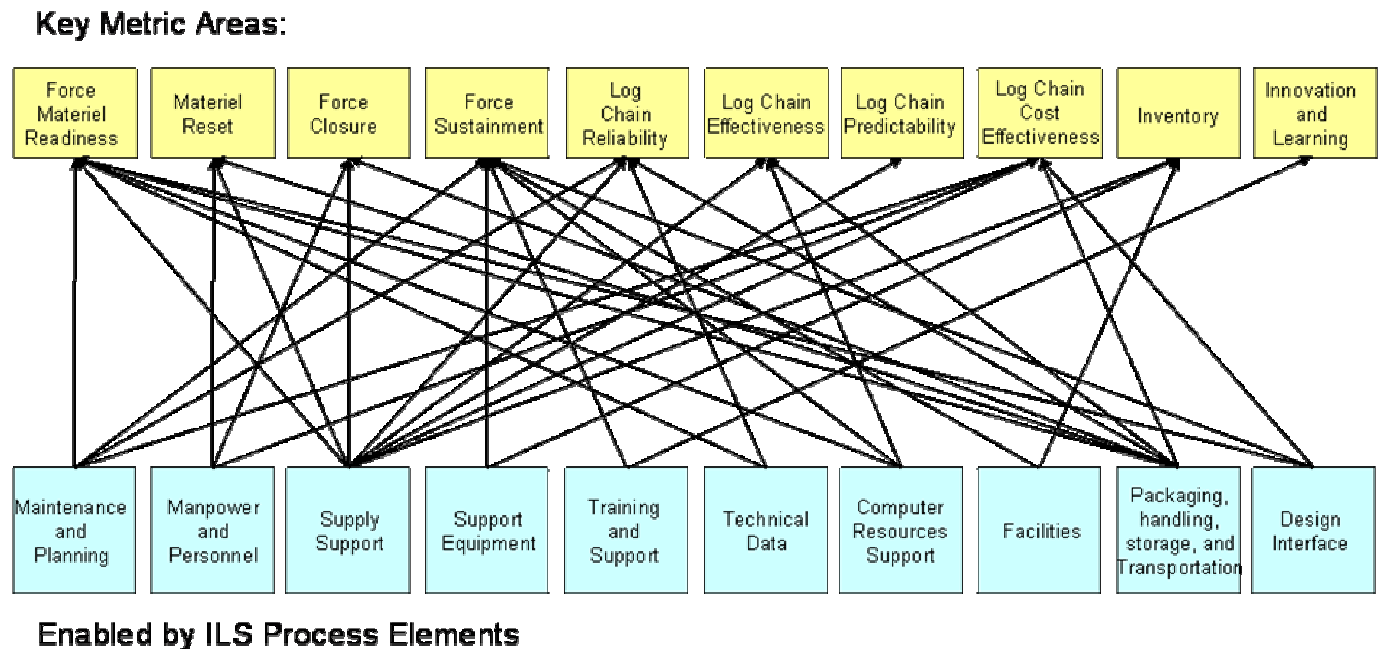 Key Metric Areas:
Force
Materiel
Readiness
Materiel
Reset
Force
Closure
Force
Sustainment
Log
Chain
Reliability
Log Chain
Effectiveness
Log Chain
Predictability
Log Chain
Cost
Effectiveness
Inventory
Innovation
and
Learning
Maintenance
and
Planning
Manpower
and
Personnel
Supply
Support
Support
Equipment
Training
and
Support
Technical
Data
Computer
Resources
Support
Facilities
Packaging,
handling,
storage, and
Transportation
Design
Interface
Enabled by ILS Process Elements